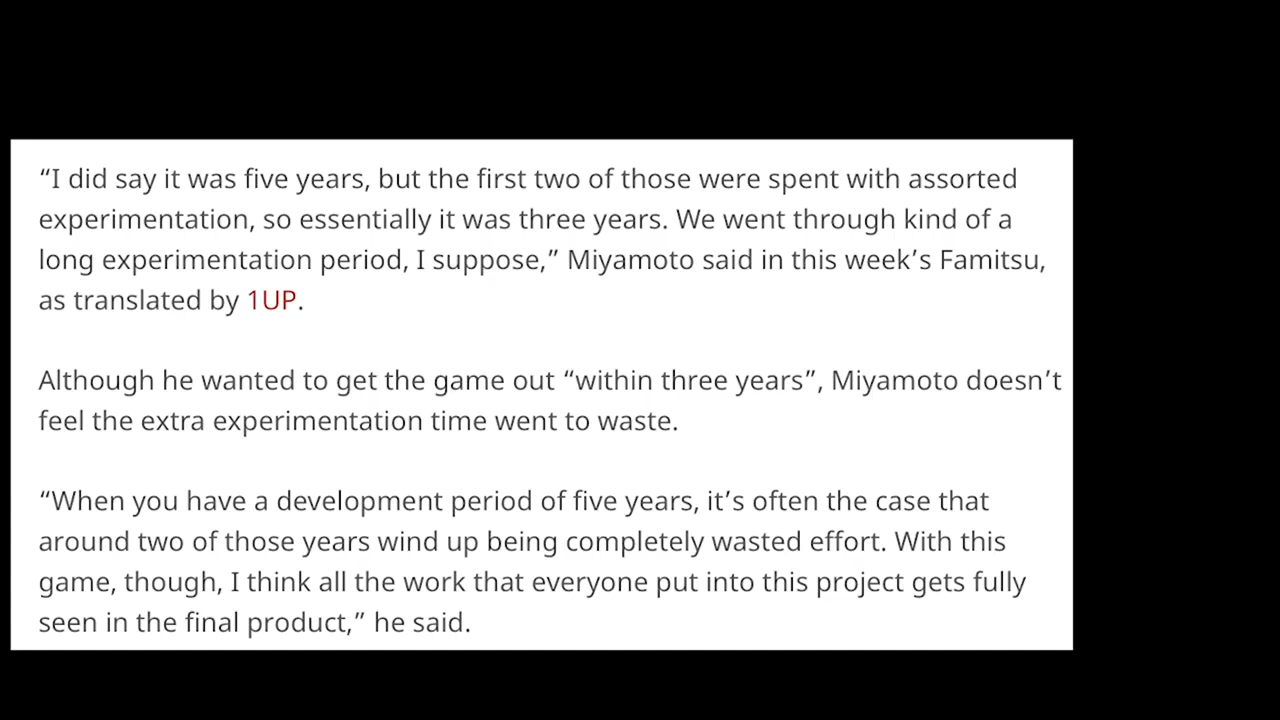 “I did say it was five years, but the first two of those were spent with assorted
experimentation, so essentially it was three years. We went through kind of a
long experimentation period, I suppose,” Miyamoto said in this week’s Famitsu,
as translated by 1UP.
Although he wanted to get the game out “within three years”, Miyamoto doesn’t
feel the extra experimentation time went to waste.
“When you have a development period of five years, it’s often the case that
around two of those years wind up being completely wasted effort. With this
game, though, I think all the work that everyone put into this project gets fully
seen in the final product,” he said.